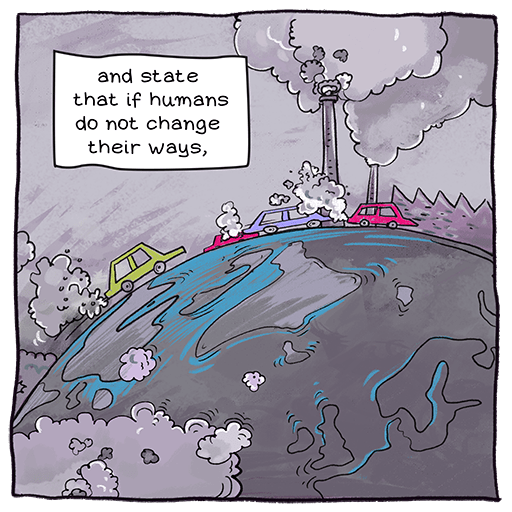 and state
that if humans
do not change
their ways,